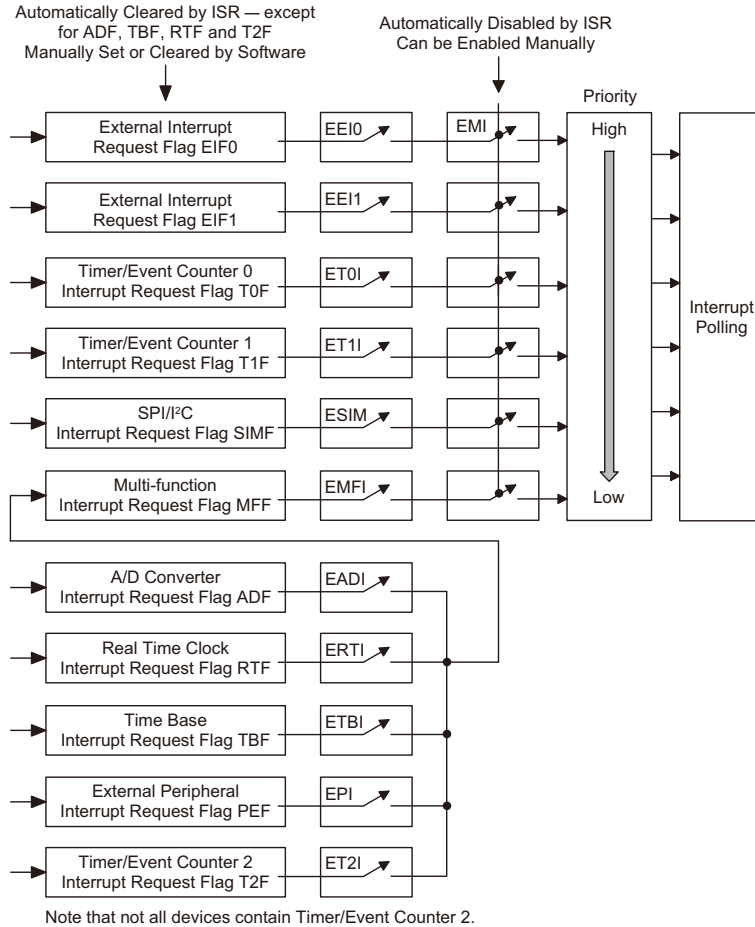 Automatically Cleared by ISR — except
for ADF, TBF, RTF and T2F
Manually Set or Cleared by Software
Automatically Disabled by ISR
Can be Enabled Manually
Priority
External Interrupt
Request Flag EIF0
EEI0
EMI
High
External Interrupt
Request Flag EIF1
EEI1
Timer/Event Counter 0
Interrupt Request Flag T0F
ET0I
Interrupt
Polling
Timer/Event Counter 1
Interrupt Request Flag T1F
ET1I
SPI/I²C
Interrupt Request Flag SIMF
ESIM
Multi-function
Interrupt Request Flag MFF
EMFI
Low
A/D Converter
Interrupt Request Flag ADF
EADI
Real Time Clock
Interrupt Request Flag RTF
ERTI
Time Base
Interrupt Request Flag TBF
ETBI
External Peripheral
Interrupt Request Flag PEF
EPI
Timer/Event Counter 2
Interrupt Request Flag T2F
ET2I
Note that not all devices contain Timer/Event Counter 2.